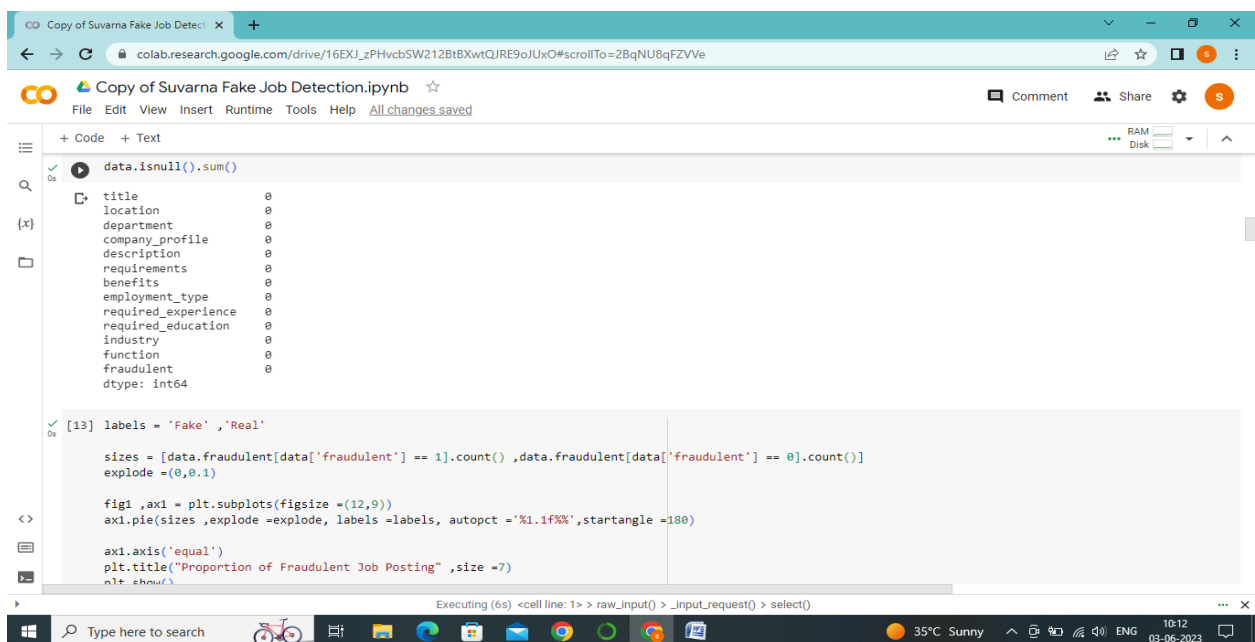 Copy of Suvarna Fake Job Detect
colab.research.google.com/drive/16EXJ_zPHvcbSW212BtBXwtQJRE9oJUxO#scrollTo=2BqNU8qFZVVe
S
CO Copy of Suvarna Fake Job Detection.ipynb
Comment Share S
File Edit View Insert Runtime Tools Help All changes saved
+ Code + Text
RAM
Disk
data.isnull().sum()
0s
title 0
location 0
{x} department 0
company_profile 0
description 0
requirements 0
benefits 0
employment_type 0
required_experience 0
required_education 0
industry 0
function 0
fraudulent 0
dtype: int64
[13] labels = 'Fake' ,'Real'
0s
sizes = [data.fraudulent[data['fraudulent'] == 1].count() ,data.fraudulent[data['fraudulent'] == 0].count()]
explode =(0,0.1)
fig1 ,ax1 = plt.subplots(figsize =(12,9))
ax1.pie(sizes ,explode =explode, labels =labels, autopct ='%1.1f%%',startangle =180)
ax1.axis('equal')
plt.title("Proportion of Fraudulent Job Posting" ,size =7)
plt.show()
Executing (6s) <cell line: 1> > raw_input() > _input_request() > select()
Type here to search
35°C Sunny
ENG
10:12
03-06-2023